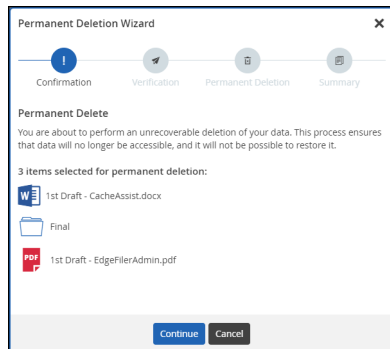 Permanent Deletion Wizard
Confirmation Verification Permanent Deletion Summary
Permanent Delete
You are about to perform an unrecoverable deletion of your data. This process ensures
that data will no longer be accessible, and it will not be possible to restore it.
3 items selected for permanent deletion:
1st Draft - CacheAssist.docx
Final
PDF 1st Draft - EdgeFilerAdmin.pdf
Continue Cancel